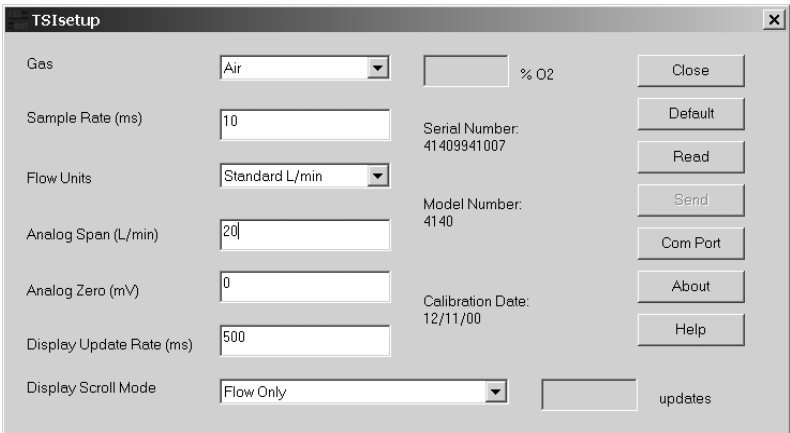 TSIsetup
Gas
Air
% O2
Close
Sample Rate (ms)
10
Serial Number:
41409941007
Default
Read
Flow Units
Standard L/min
Model Number:
4140
Send
Analog Span (L/min)
20
Com Port
Analog Zero (mV)
0
Calibration Date:
12/11/00
About
Display Update Rate (ms)
500
Help
Display Scroll Mode
Flow Only
updates